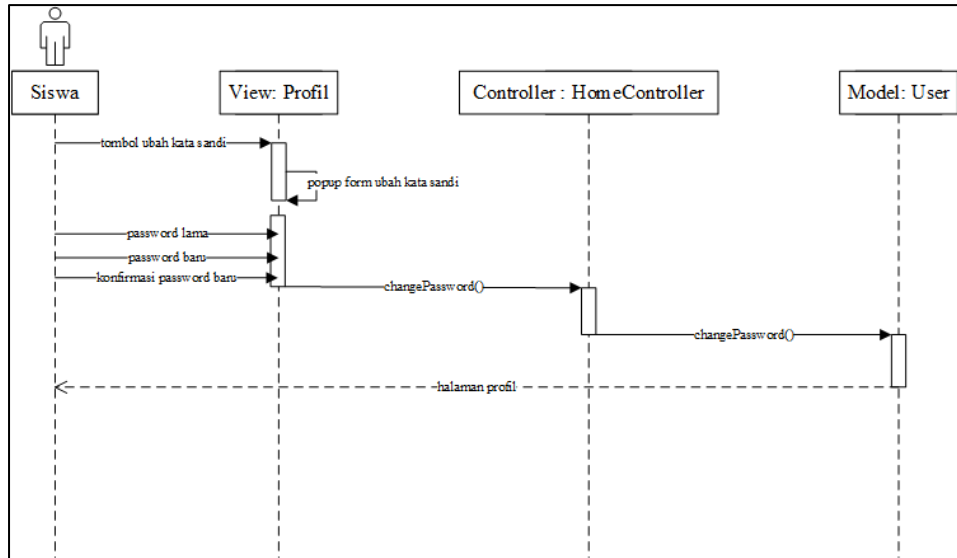 Siswa
View: Profil
Controller : HomeController
Model: User
tombol ubah kata sandi
popup form ubah kata sandi
password lama
password baru
konfirmasi password baru
changePassword()
changePassword()
halaman profil